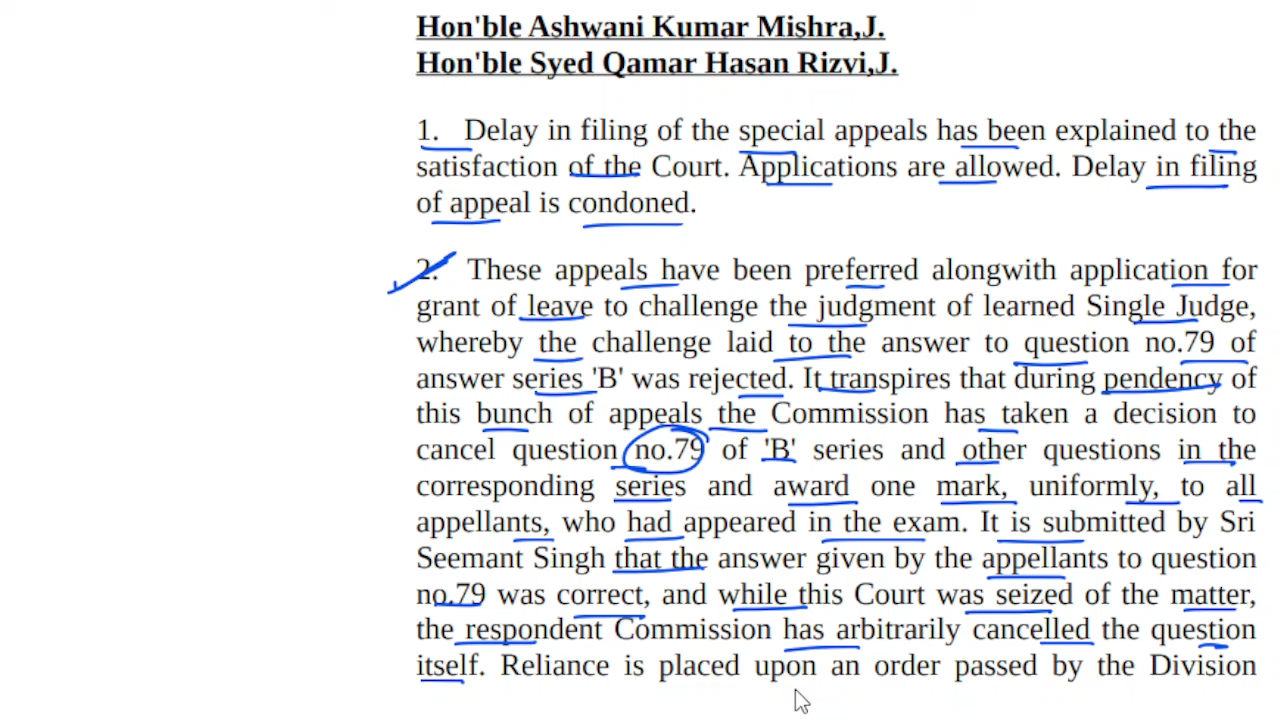 Hon'ble Ashwani Kumar Mishra,J.
Hon'ble Syed Qamar Hasan Rizvi,J.
1. Delay in filing of the special appeals has been explained to the
satisfaction of the Court. Applications are allowed. Delay in filing
of appeal is condoned.
2. These appeals have been preferred alongwith application for
grant of leave to challenge the judgment of learned Single Judge,
whereby the challenge laid to the answer to question no.79 of
answer series 'B' was rejected. It transpires that during pendency of
this bunch of appeals the Commission has taken a decision to
cancel question no.79 of 'B' series and other questions in the
corresponding series and award one mark, uniformly, to all
appellants, who had appeared in the exam. It is submitted by Sri
Seemant Singh that the answer given by the appellants to question
no.79 was correct, and while this Court was seized of the matter,
the respondent Commission has arbitrarily cancelled the question
itself. Reliance is placed upon an order passed by the Division